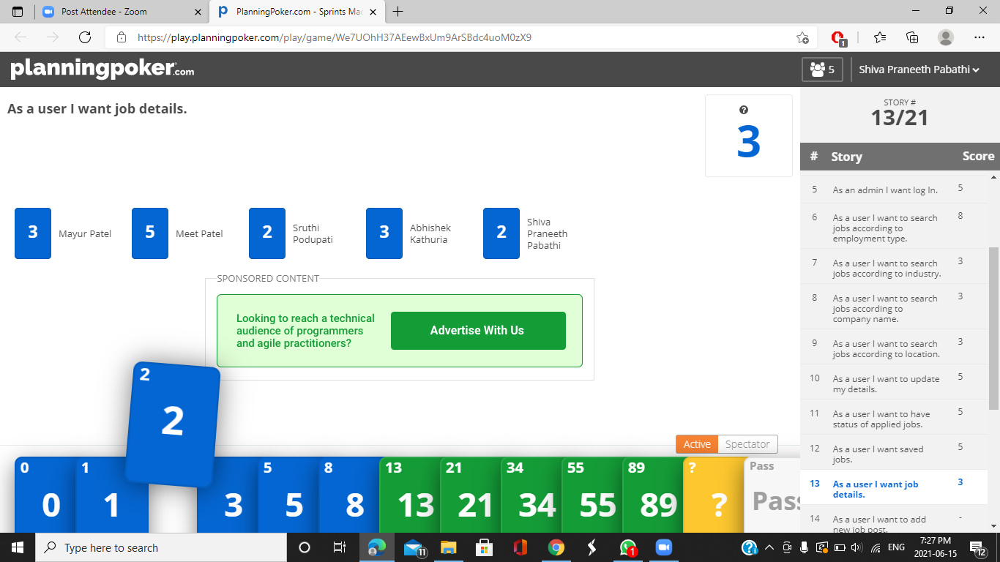 Post Attendee - Zoom
PlanningPoker.com - Sprints Mac
https://play.planningpoker.com/play/game/We7UOhH37AEewBxUm9ArSBdc4uoM0zX9
1
planningpoker.com
5
Shiva Praneeth Pabathi
As a user I want job details.
?
3
STORY #
13/21
# Story Score
5 As an admin I want log In. 5
6 As a user I want to search 8
jobs according to
employment type.
7 As a user I want to search 3
jobs according to industry.
8 As a user I want to search 3
jobs according to
company name.
9 As a user I want to search 3
jobs according to location.
10 As a user I want to update 5
my details.
11 As a user I want to have 5
status of applied jobs.
12 As a user I want saved 5
jobs.
13 As a user I want job 3
details.
14 As a user I want to add -
new job post.
3 Mayur Patel
5 Meet Patel
2 Sruthi
Podupati
3 Abhishek
Kathuria
2 Shiva
Praneeth
Pabathi
SPONSORED CONTENT
Looking to reach a technical
audience of programmers
and agile practitioners?
Advertise With Us
2
2
Active Spectator
0 1 5 8 13 21 34 55 89 ? Pass
0 1 3 5 8 13 21 34 55 89 ? Pass
Type here to search
11
1
?
ENG
7:27 PM
2021-06-15
12